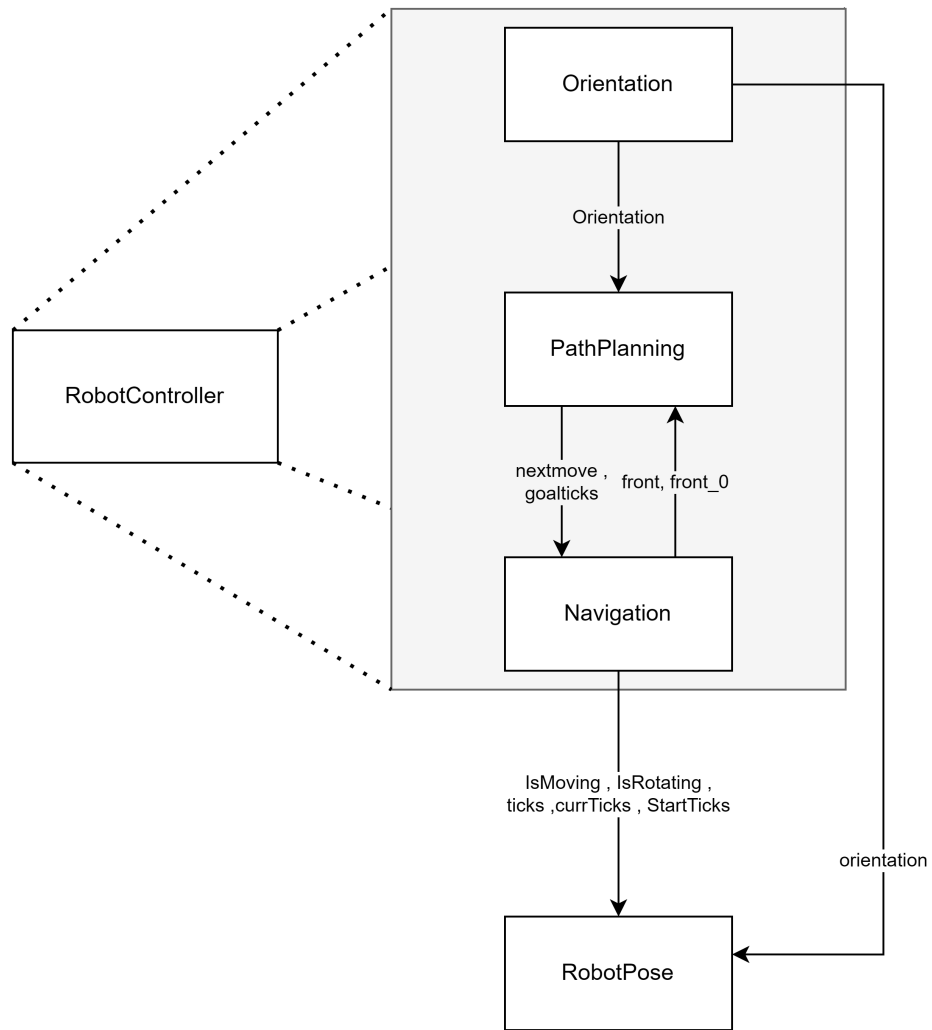 Orientation
Orientation
PathPlanning
RobotController
nextmove ,
goalticks
front, front_0
Navigation
IsMoving , IsRotating ,
ticks ,currTicks , StartTicks
orientation
RobotPose